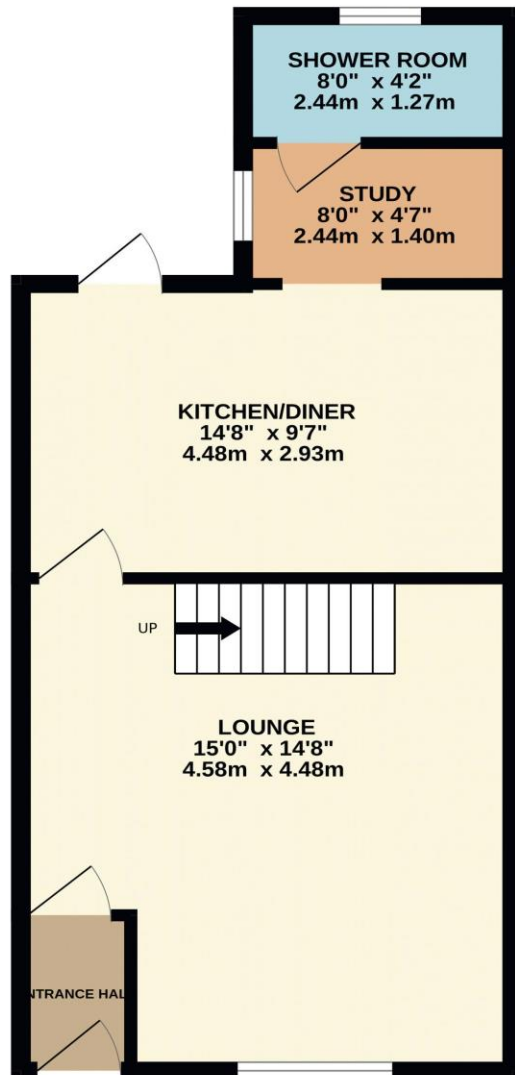 SHOWER ROOM
8'0" x 4'2"
2.44m x 1.27m
STUDY
8'0" x 4'7"
2.44m x 1.40m
KITCHEN/DINER
14'8" x 9'7"
4.48m x 2.93m
UP
LOUNGE
15'0" x 14'8"
4.58m x 4.48m
NTRANCE HAL